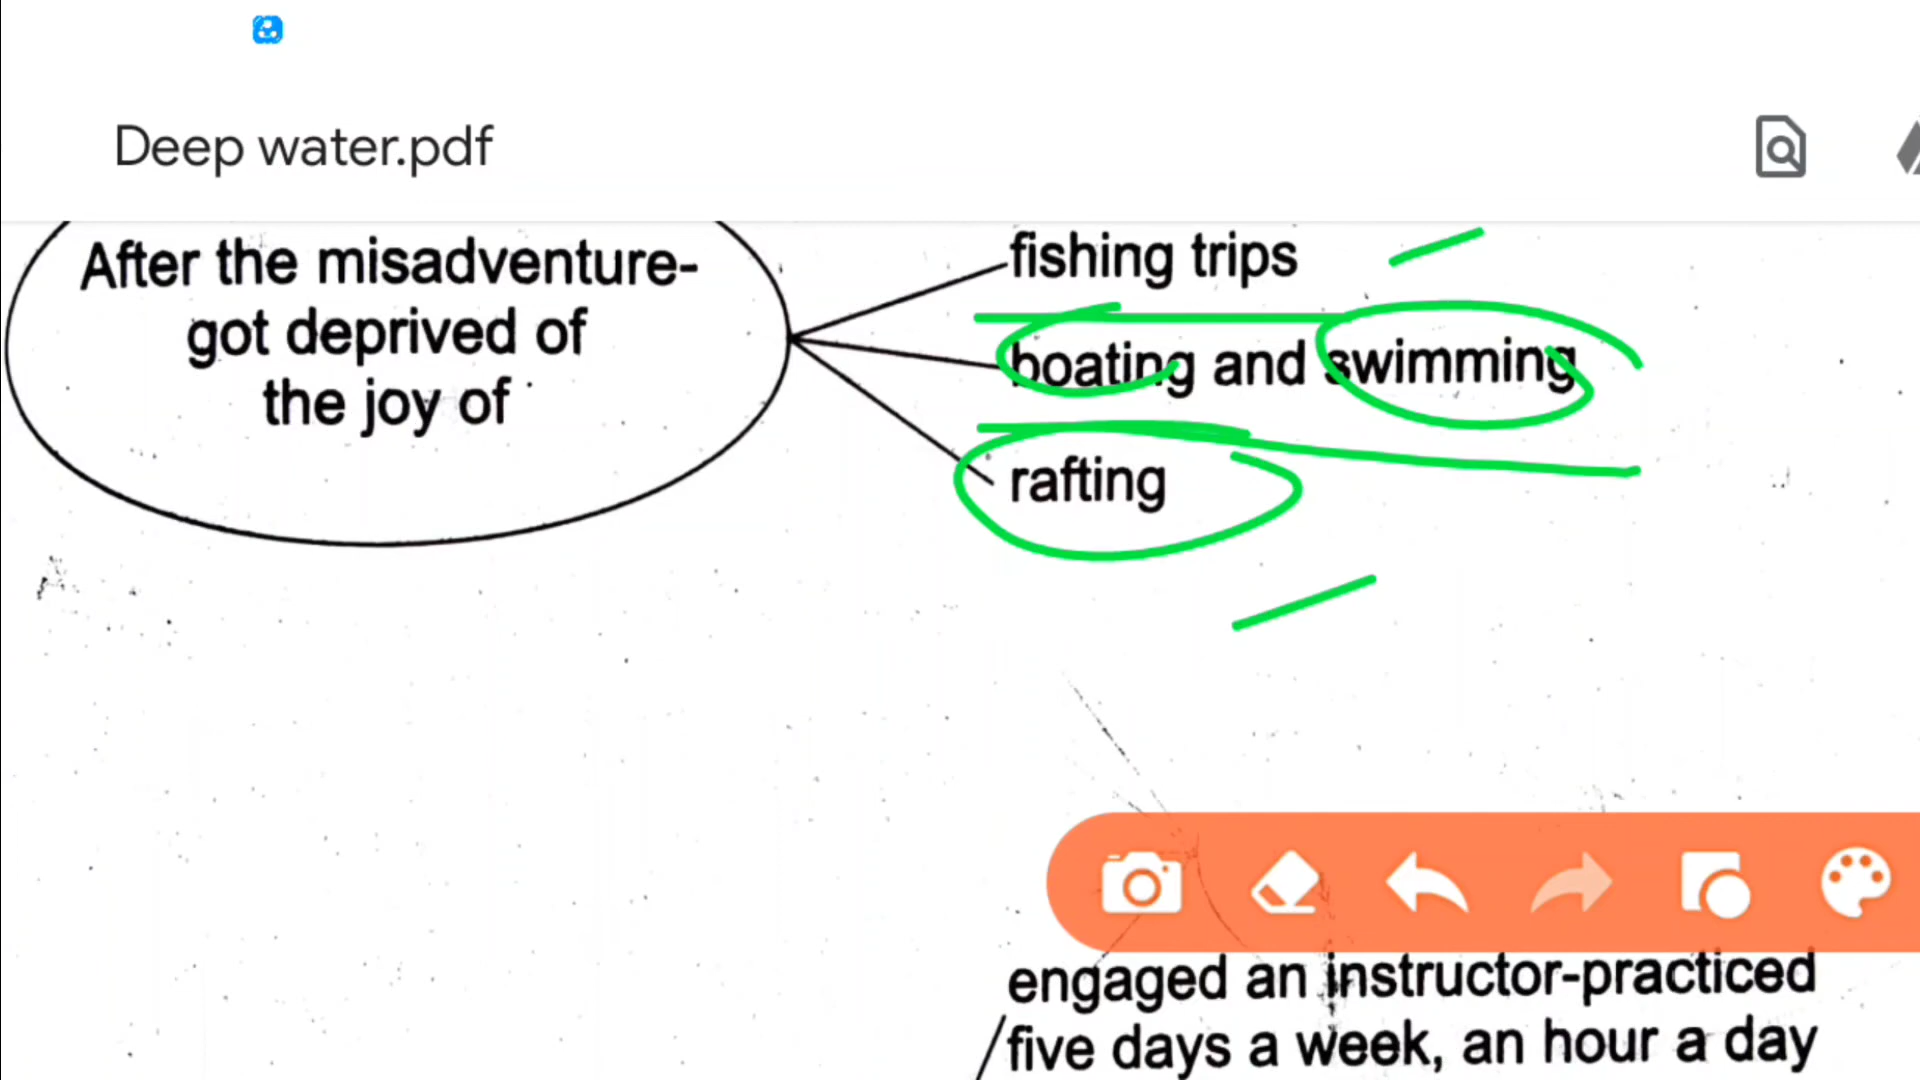 Deep water.pdf
After the misadventure-
got deprived of
the joy of
fishing trips
boating and swimming
rafting
engaged an instructor-practiced
five days a week, an hour a day